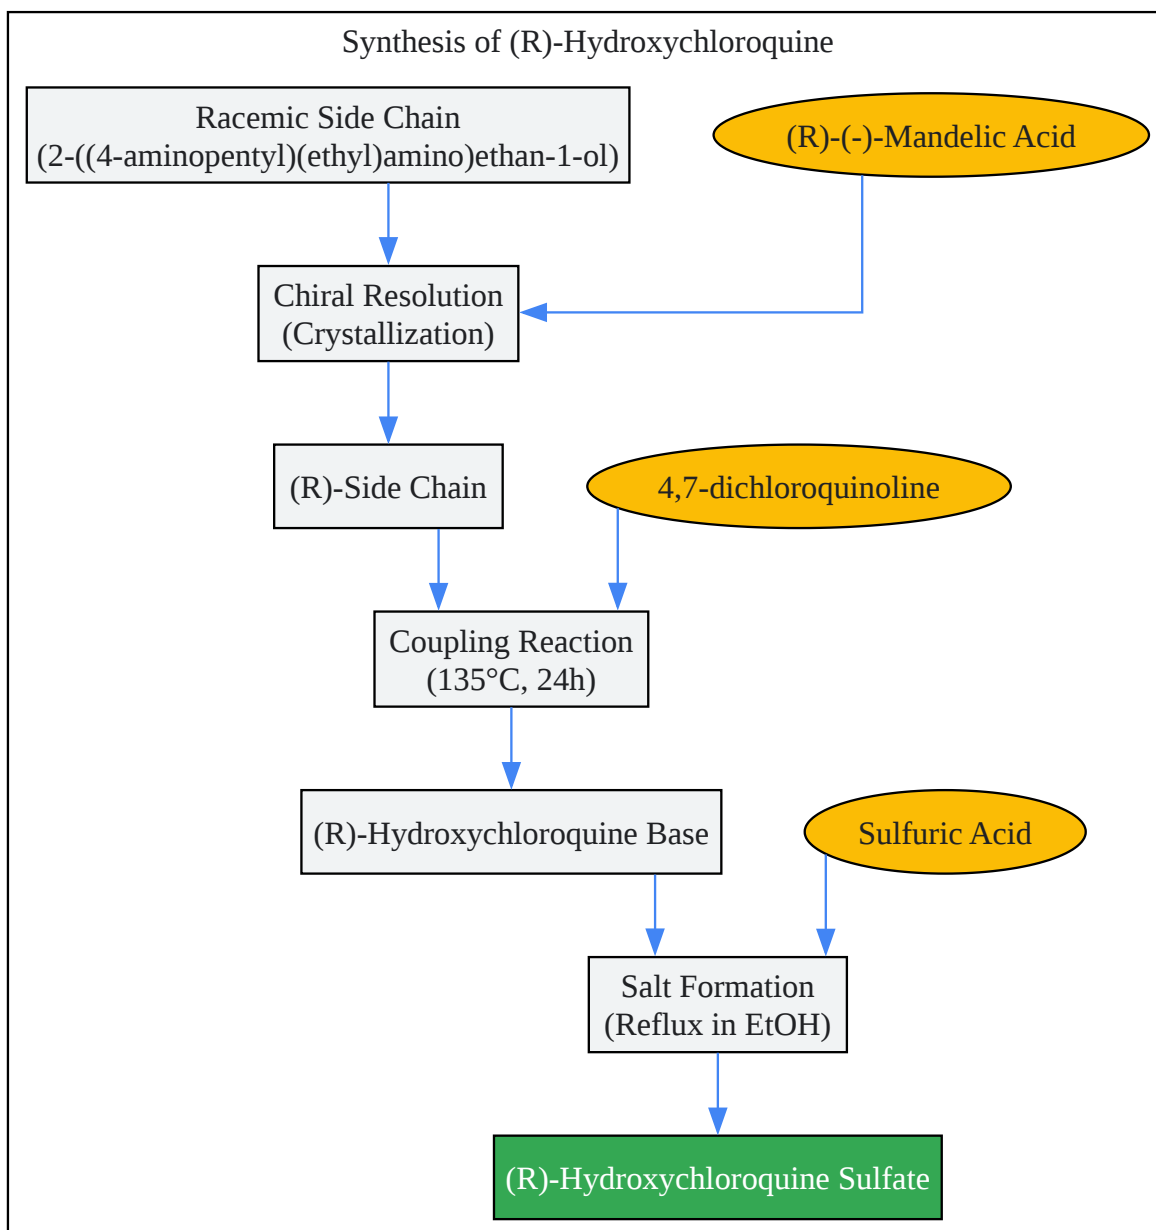 Synthesis of (R)-Hydroxychloroquine
Racemic Side Chain
(2-((4-aminopentyl)(ethyl)amino)ethan-1-ol)
(R)-(-)-Mandelic Acid
Chiral Resolution
(Crystallization)
(R)-Side Chain
4,7-dichloroquinoline
Coupling Reaction
(135°C, 24h)
(R)-Hydroxychloroquine Base
Sulfuric Acid
Salt Formation
(Reflux in EtOH)
(R)-Hydroxychloroquine Sulfate